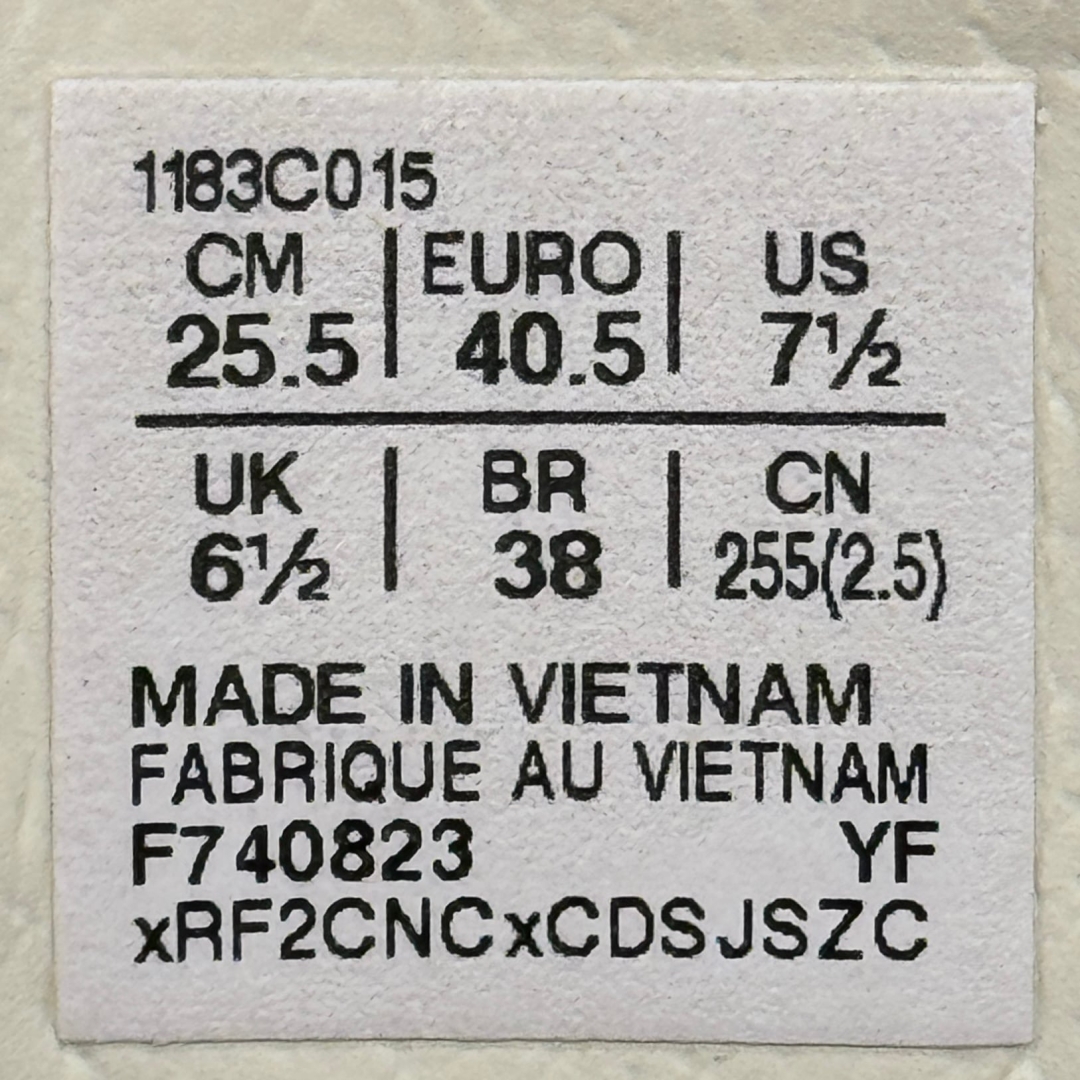 1183C015
CM | EURO | US
25.5 | 40.5 | 7½
UK | BR | CN
6½ | 38 | 255(2.5)
MADE IN VIETNAM
FABRIQUE AU VIETNAM
F740823 YF
xRF2CNCxCDSJSZC